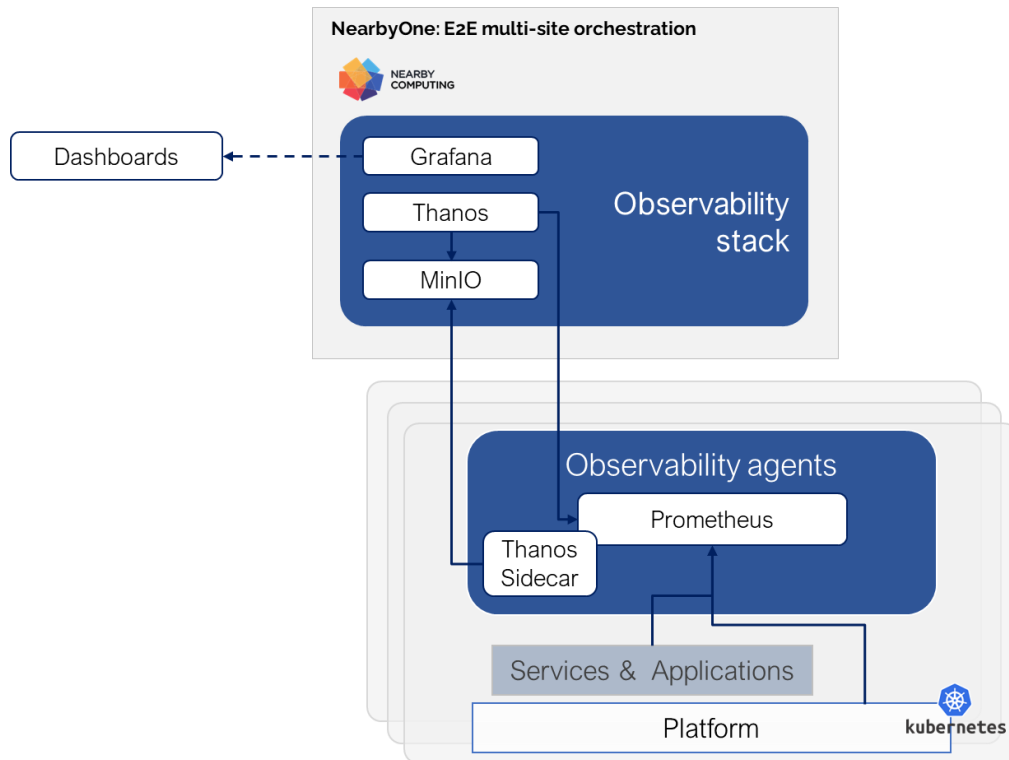 NearbyOne: E2E multi-site orchestration
NEARBY
COMPUTING
Dashboards
Grafana
Thanos
MinIO
Observability
stack
Observability agents
Prometheus
Thanos
Sidecar
Services & Applications
Platform
kubernetes